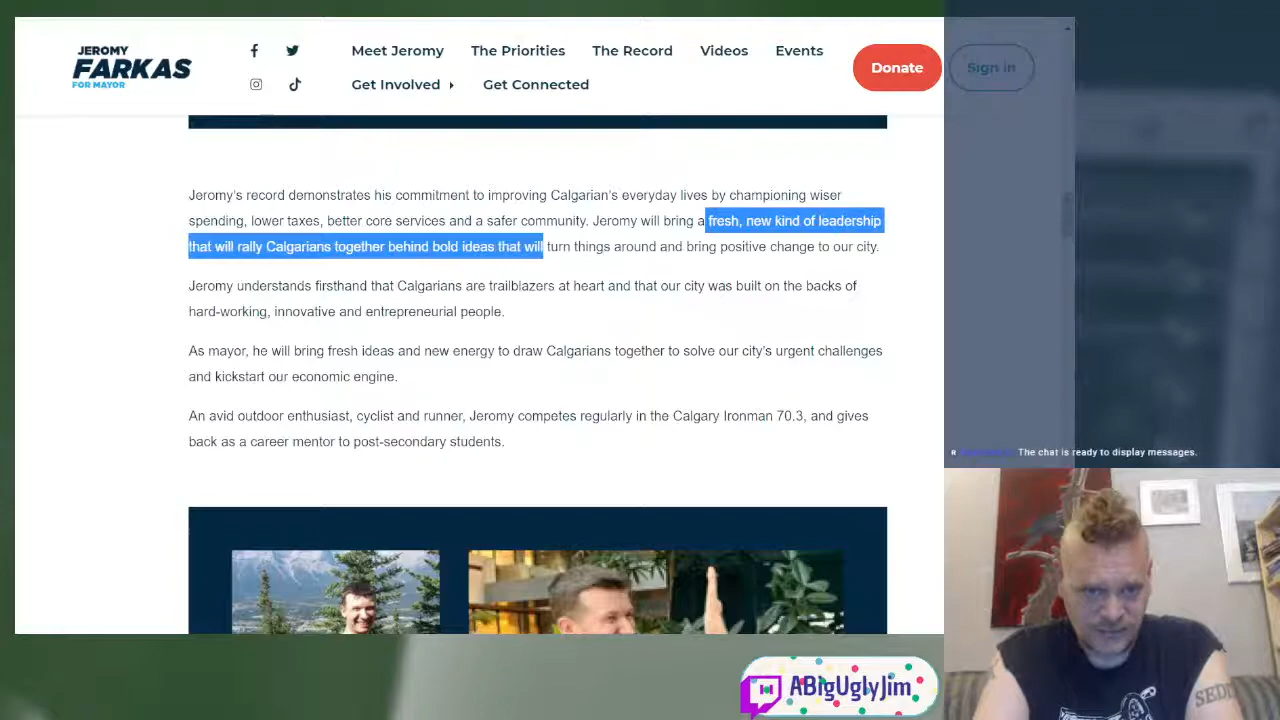 JEROMY
FARKAS
FOR MAYOR
Meet Jeromy
The Priorities
The Record
Videos
Events
Get Involved
Get Connected
Donate
Sign in
Jeromy's record demonstrates his commitment to improving Calgarian's everyday lives by championing wiser
spending, lower taxes, better core services and a safer community. Jeromy will bring a fresh, new kind of leadership
that will rally Calgarians together behind bold ideas that will turn things around and bring positive change to our city.
Jeromy understands firsthand that Calgarians are trailblazers at heart and that our city was built on the backs of
hard-working, innovative and entrepreneurial people.
As mayor, he will bring fresh ideas and new energy to draw Calgarians together to solve our city's urgent challenges
and kickstart our economic engine.
An avid outdoor enthusiast, cyclist and runner, Jeromy competes regularly in the Calgary Ironman 70.3, and gives
back as a career mentor to post-secondary students.
The chat is ready to display messages.
ABigUglyJim